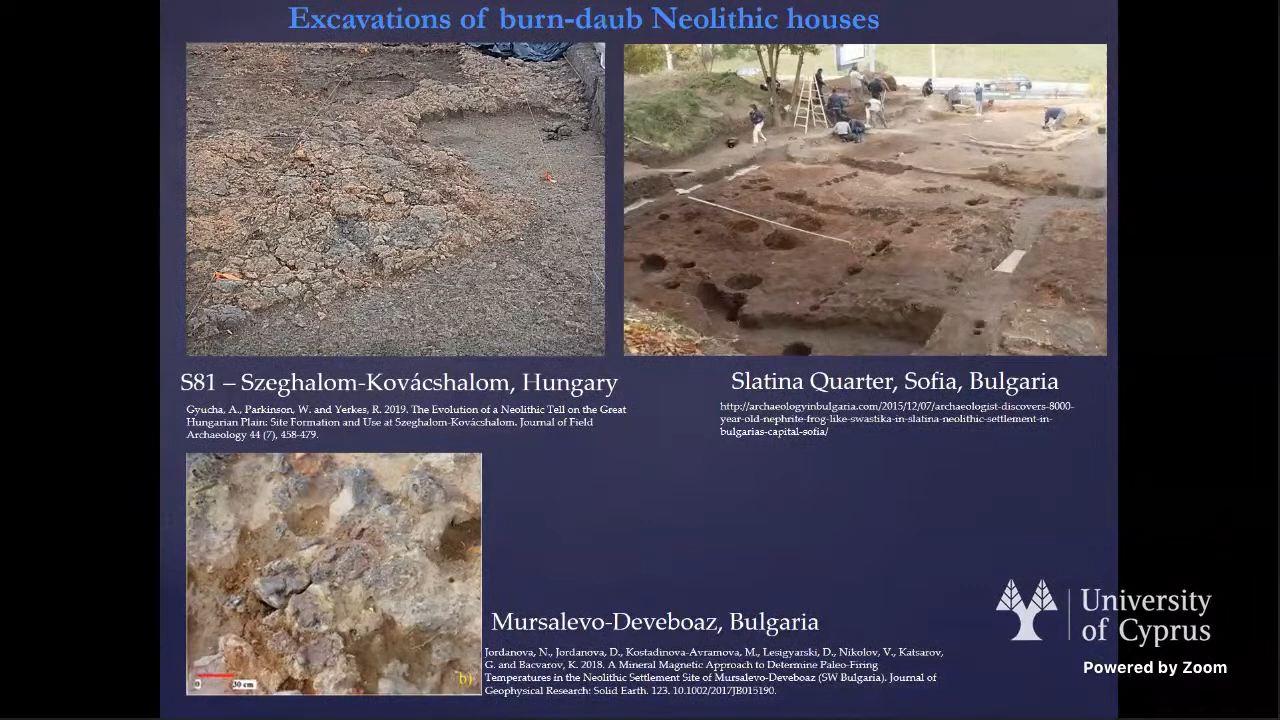 Excavations of burn-daub Neolithic houses
S81 – Szeghalom-Kovácshalom, Hungary
Gyucha, A., Parkinson, W. and Yerkes, R. 2019. The Evolution of a Neolithic Tell on the Great
Hungarian Plain: Site Formation and Use at Szeghalom-Kovácshalom. Journal of Field
Archaeology 44 (7), 458-479.
Slatina Quarter, Sofia, Bulgaria
http://archaeologyinbulgaria.com/2015/12/07/archaeologist-discovers-8000-
year-old-nephrite-frog-like-swastika-in-slatina-neolithic-settlement-in-
bulgarias-capital-sofia/
0 30 cm
b)
Mursalevo-Deveboaz, Bulgaria
Jordanova, N., Jordanova, D., Kostadinova-Avramova, M., Lesigyarski, D., Nikolov, V., Katsarov,
G. and Bacvarov, K. 2018. A Mineral Magnetic Approach to Determine Paleo-Firing
Temperatures in the Neolithic Settlement Site of Mursalevo-Deveboaz (SW Bulgaria). Journal of
Geophysical Research: Solid Earth. 123. 10.1002/2017JB015190.
University
of Cyprus
Powered by Zoom